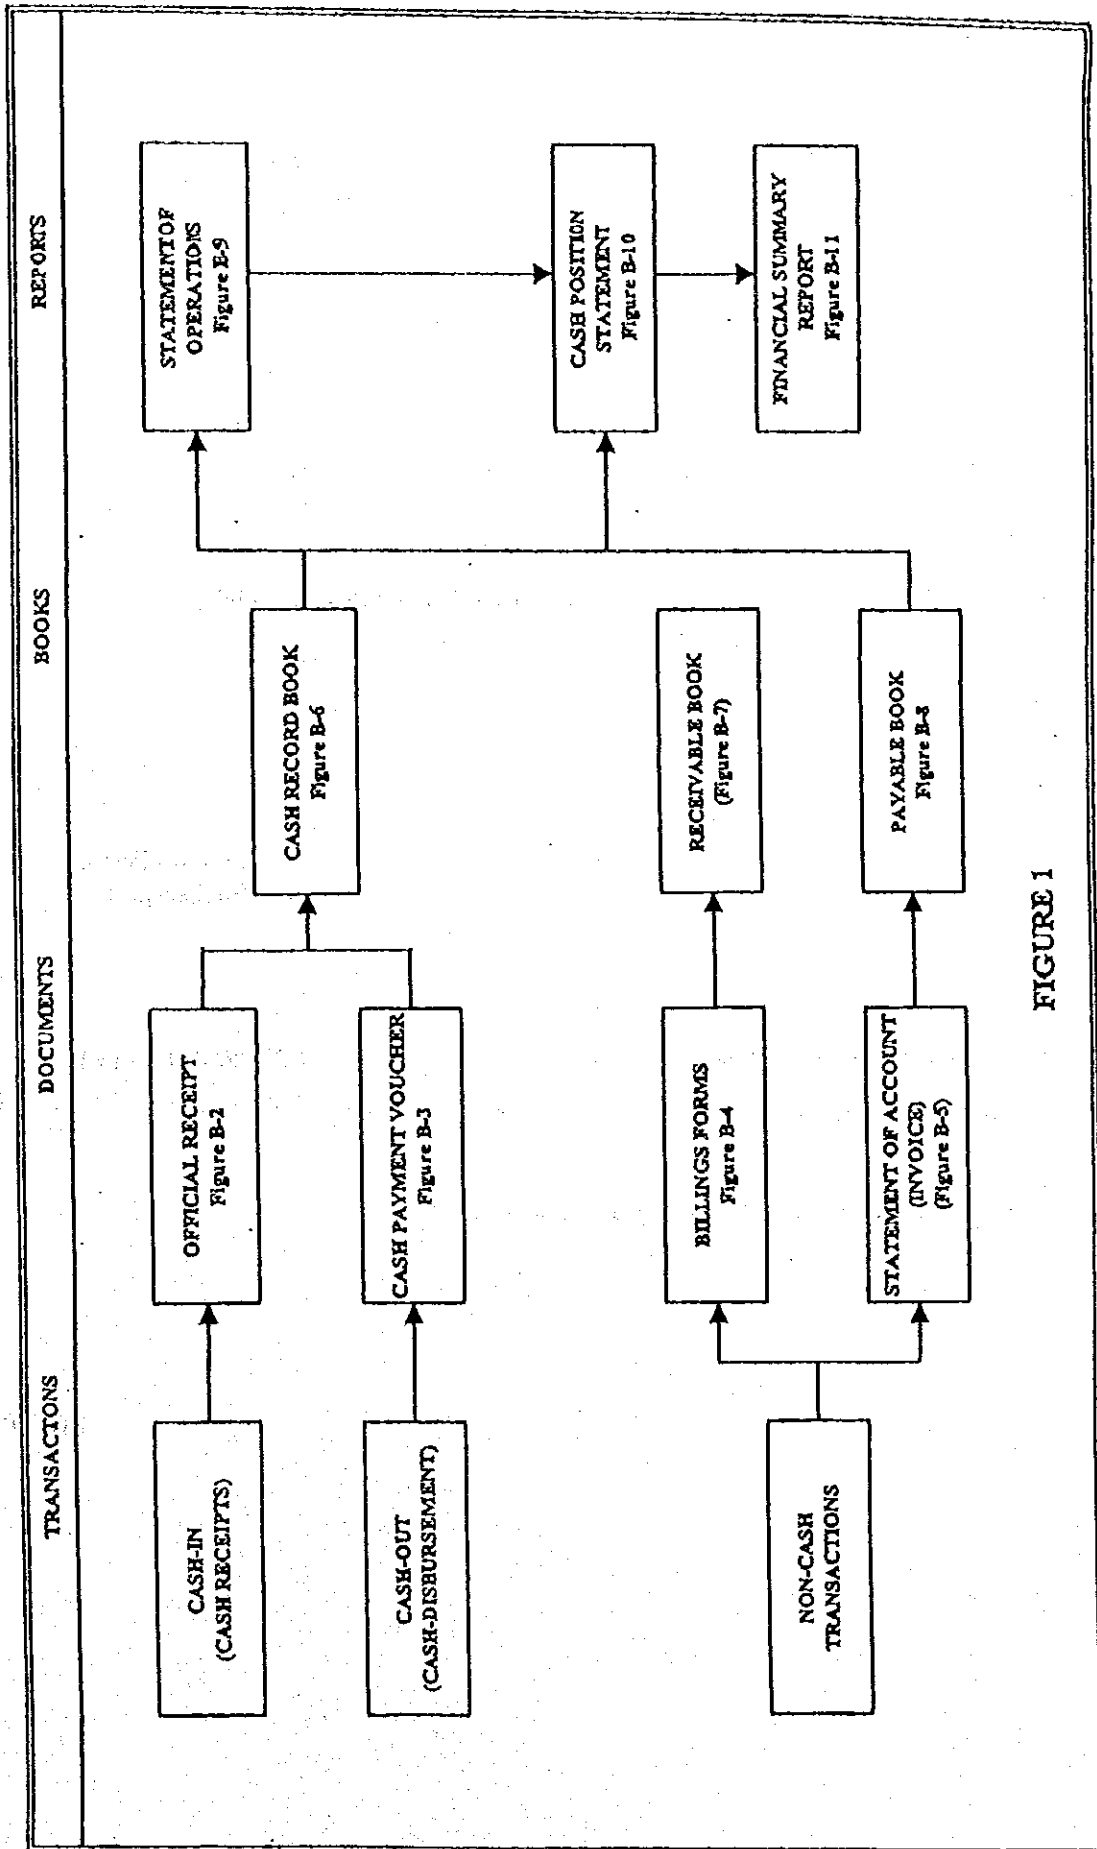 TRANSACTONS
DOCUMENTS
BOOKS
REPORTS
CASH-IN
(CASH RECEIPTS)
OFFICIAL RECEIPT
Figure B-2
CASH RECORD BOOK
Figure B-6
STATEMENTOF
OPERATIONS
Figure B-9
CASH-OUT
(CASH-DISBURSEMENT)
CASH PAYMENT VOUCHER
Figure B-3
CASH POSITION
STATEMENT
Figure B-10
NON-CASH
TRANSACTIONS
BILLINGS FORMS
Figure B-4
RECEIVABLE BOOK
(Figure B-7)
FINANCIAL SUMMARY
REPORT
Figure B-11
STATEMENT OF ACCOUNT
(INVOICE)
(Figure B-5)
PAYABLE BOOK
Figure B-8
FIGURE 1